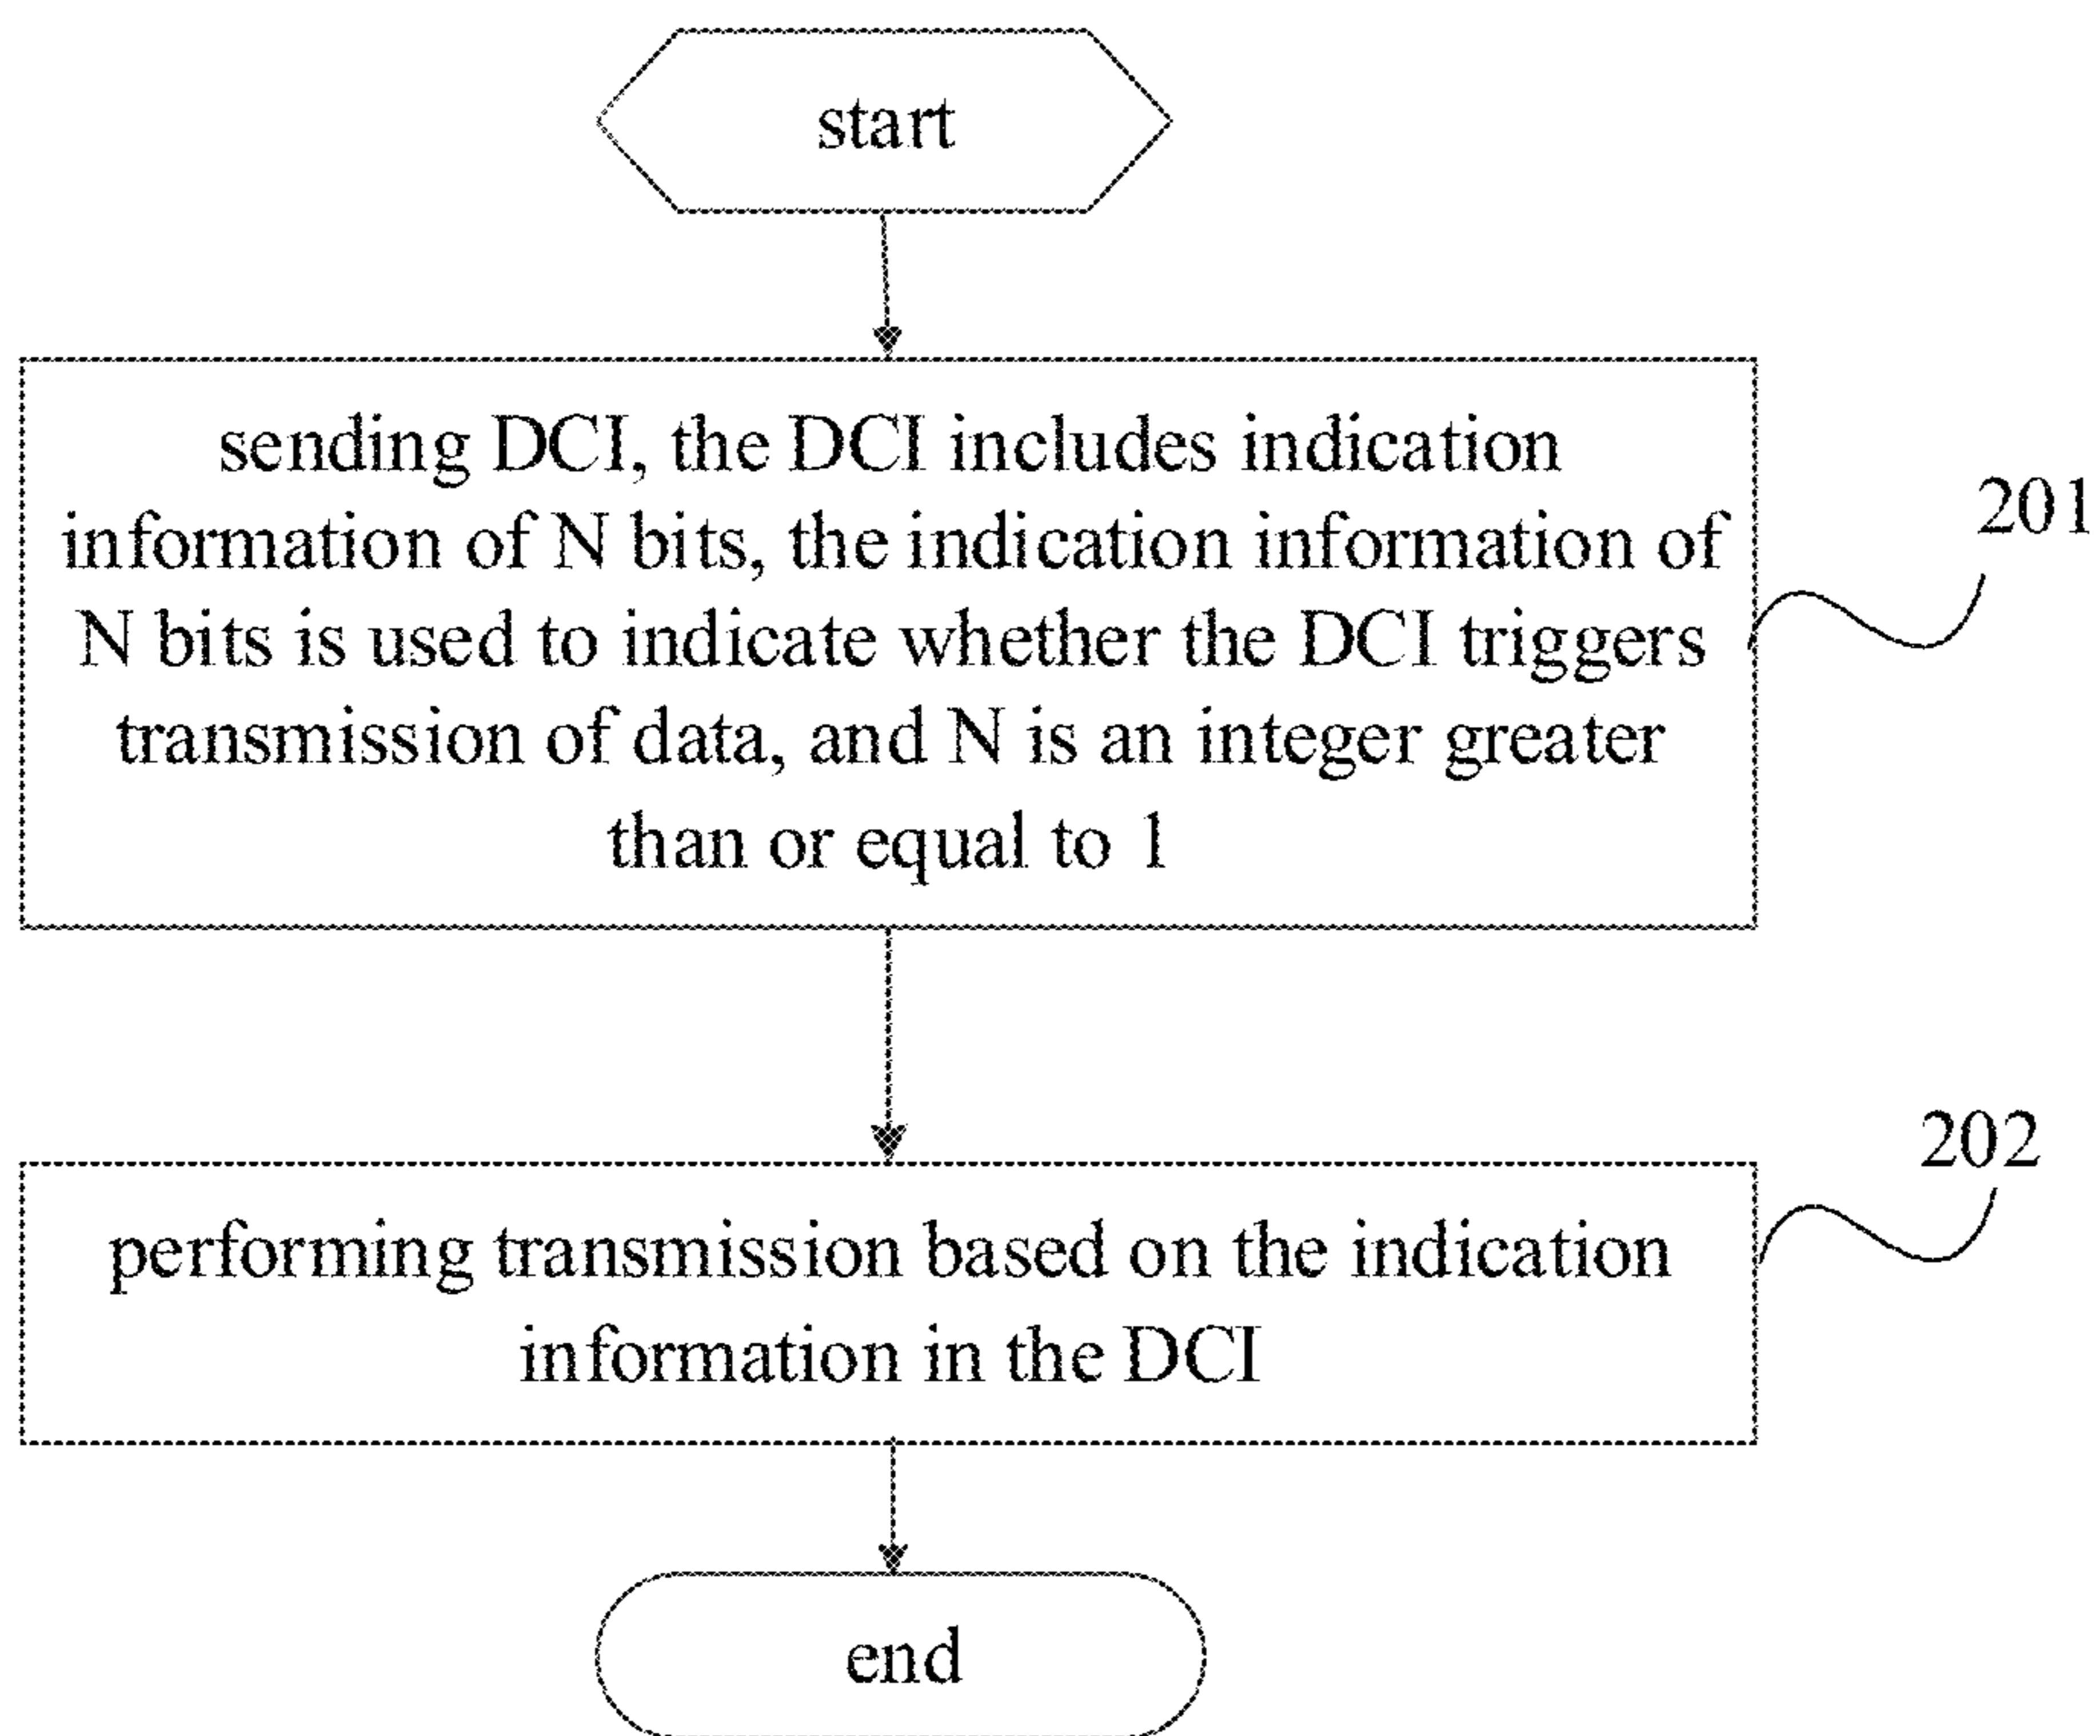 start
sending DCI, the DCI includes indication
information of N bits, the indication information of
N bits is used to indicate whether the DCI triggers
transmission of data, and N is an integer greater
than or equal to 1
201
performing transmission based on the indication
information in the DCI
202
end